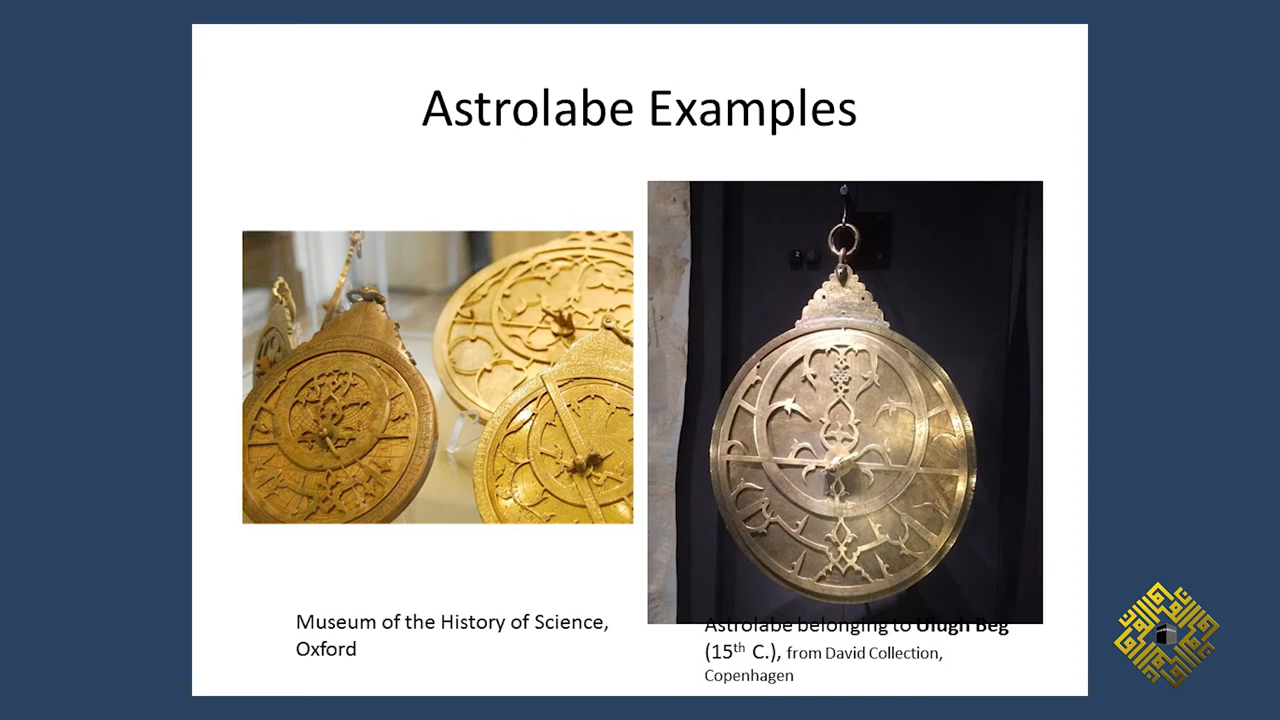 Astrolabe Examples
Museum of the History of Science,
Oxford
Astrolabe belonging to Ulugh Beg
(15th C.), from David Collection,
Copenhagen